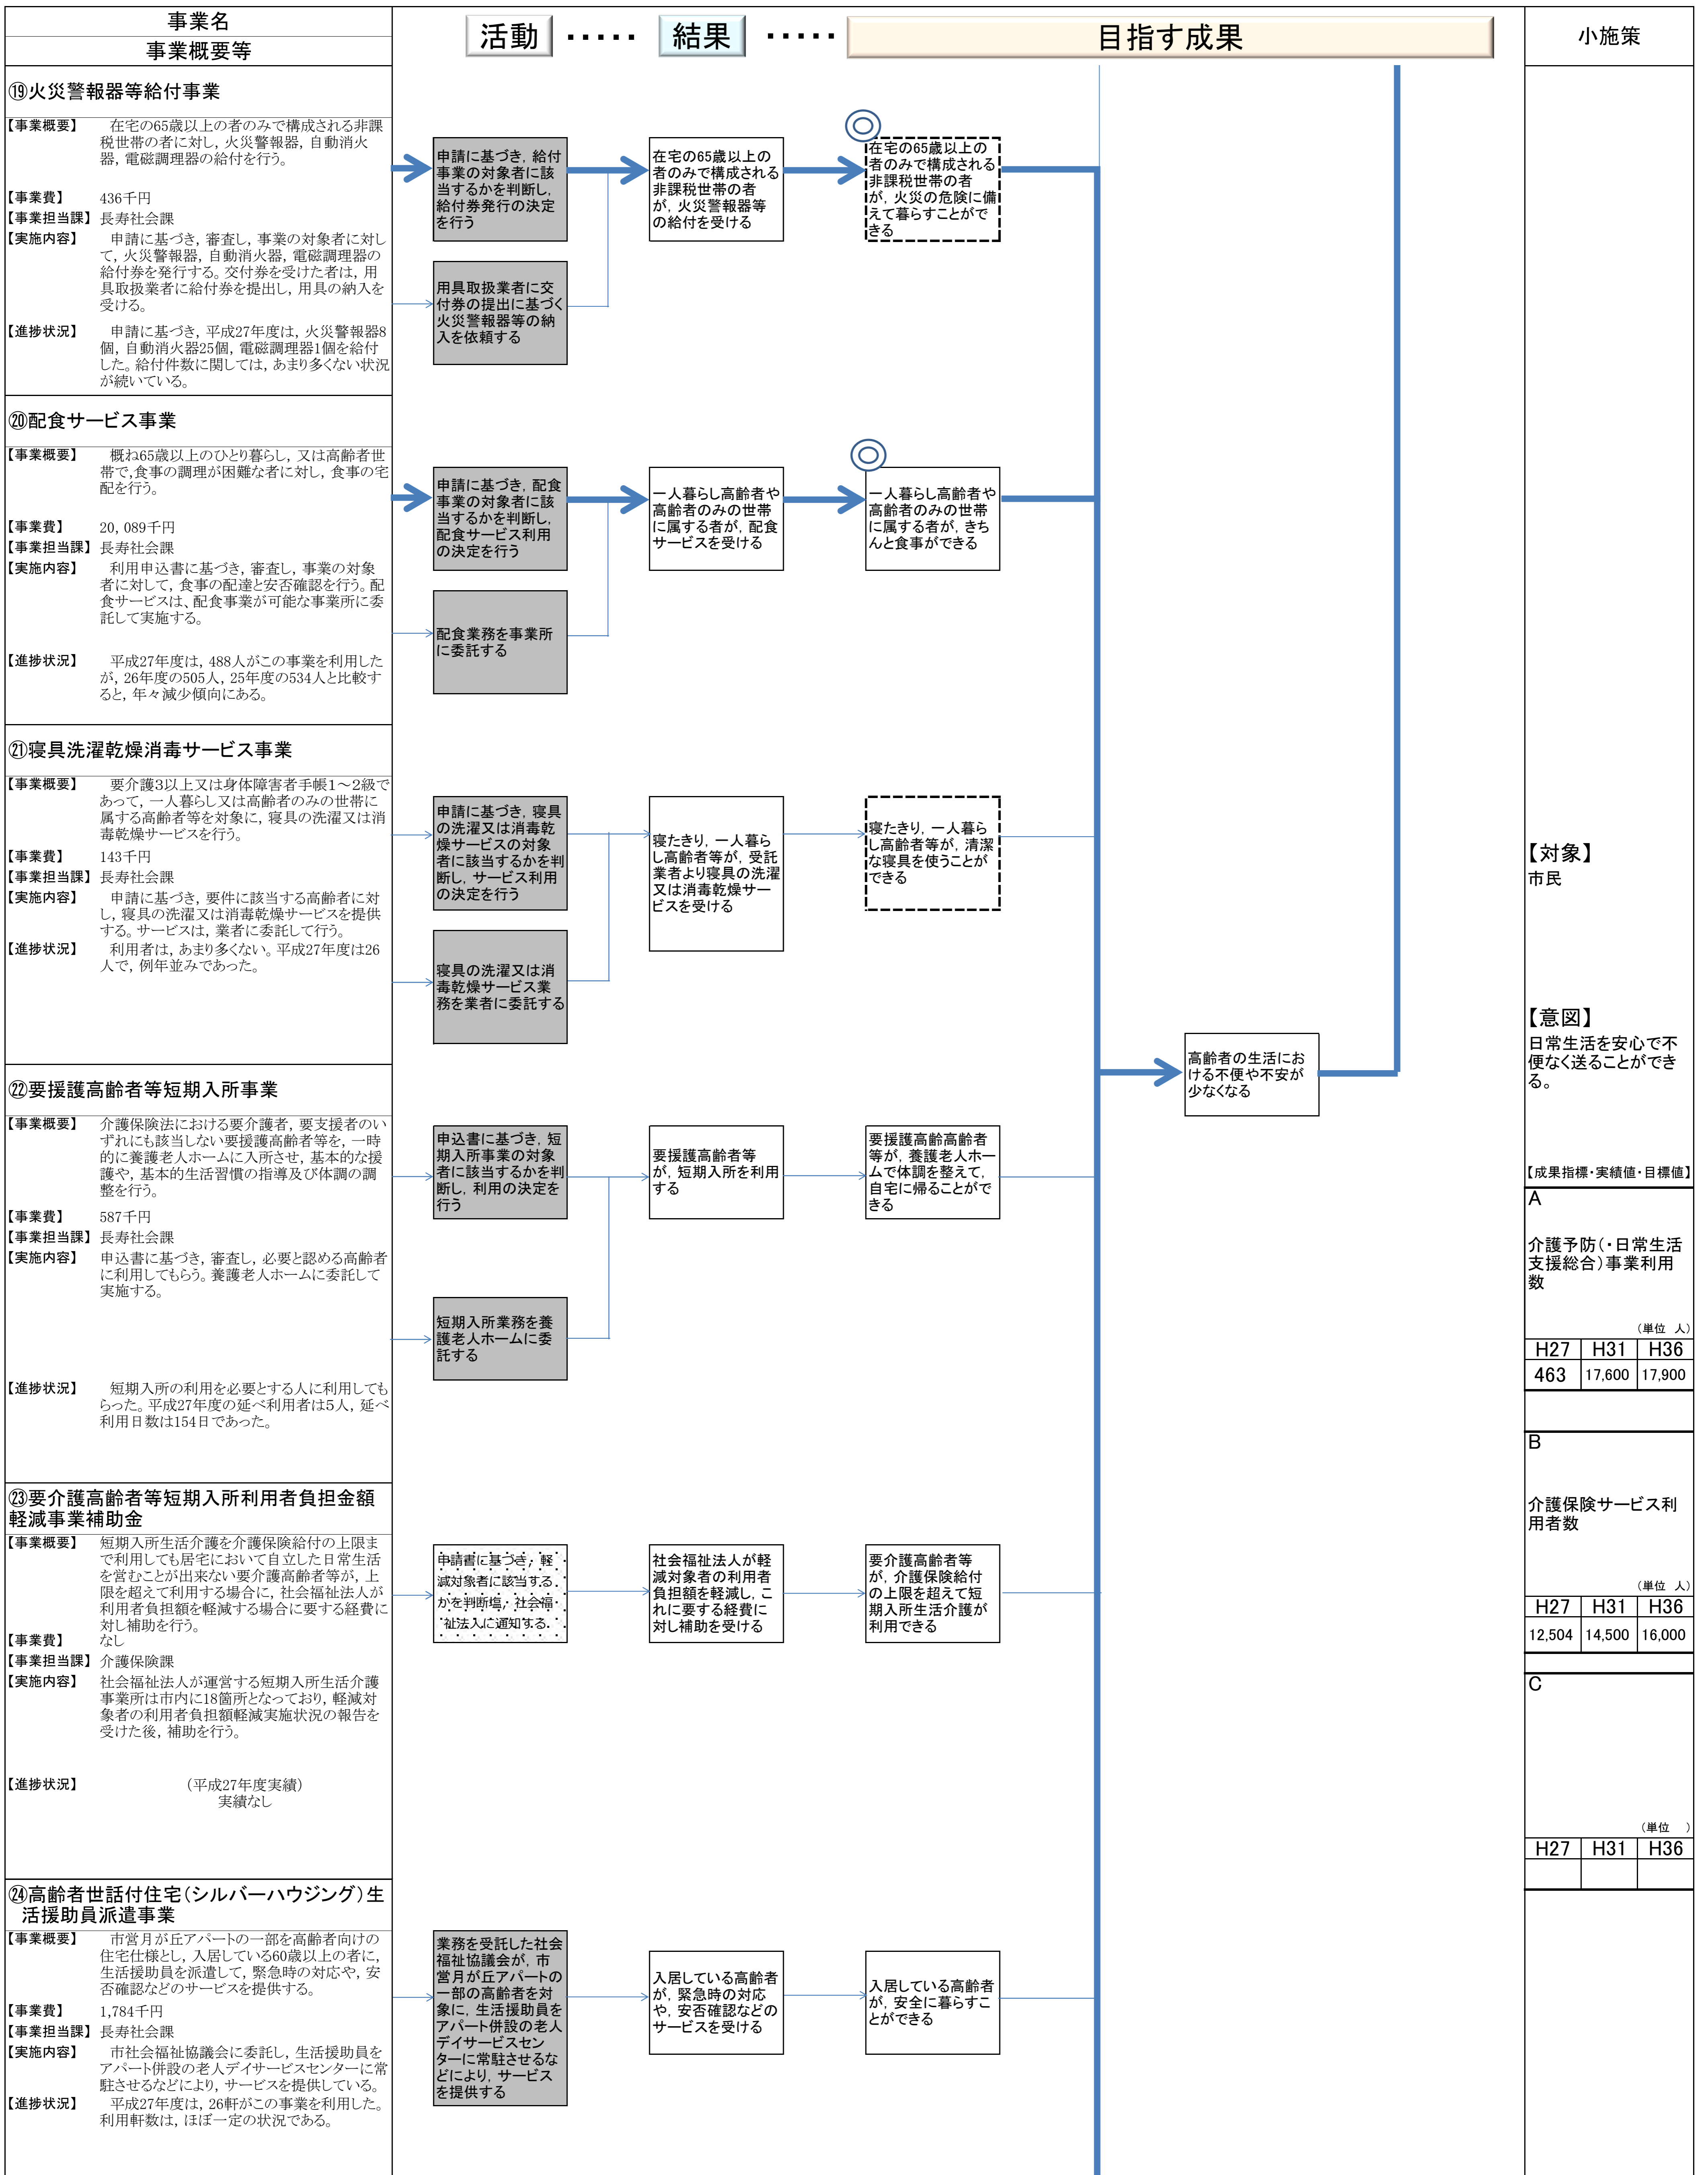 事業名
事業概要等
活動 ・・・・・ 結果 ・・・・・ 目指す成果
小施策
⑲火災警報器等給付事業
【事業概要】 在宅の65歳以上の者のみで構成される非課
税世帯の者に対し，火災警報器，自動消火
器，電磁調理器の給付を行う。
【事業費】 436千円
【事業担当課】 長寿社会課
【実施内容】 申請に基づき，審査し，事業の対象者に対し
て，火災警報器，自動消火器，電磁調理器の
給付券を発行する。交付券を受けた者は，用
具取扱業者に給付券を提出し，用具の納入を
受ける。
【進捗状況】 申請に基づき，平成27年度は，火災警報器8
個，自動消火器25個，電磁調理器1個を給付
した。給付件数に関しては，あまり多くない状況
が続いている。
申請に基づき，給付
事業の対象者に該
当するかを判断し，
給付券発行の決定
を行う
用具取扱業者に交
付券の提出に基づく
火災警報器等の納
入を依頼する
在宅の65歳以上の
者のみで構成される
非課税世帯の者
が，火災警報器等
の給付を受ける
◎
在宅の65歳以上の
者のみで構成される
非課税世帯の者
が，火災の危険に備
えて暮らすことがで
きる
⑳配食サービス事業
【事業概要】 概ね65歳以上のひとり暮らし，又は高齢者世
帯で,食事の調理が困難な者に対し，食事の宅
配を行う。
【事業費】 20，089千円
【事業担当課】 長寿社会課
【実施内容】 利用申込書に基づき，審査し，事業の対象
者に対して，食事の配達と安否確認を行う。配
食サービスは、配食事業が可能な事業所に委
託して実施する。
【進捗状況】 平成27年度は，488人がこの事業を利用した
が，26年度の505人，25年度の534人と比較す
ると，年々減少傾向にある。
申請に基づき，配食
事業の対象者に該
当するかを判断し，
配食サービス利用
の決定を行う
配食業務を事業所
に委託する
一人暮らし高齢者や
高齢者のみの世帯
に属する者が，配食
サービスを受ける
◎
一人暮らし高齢者や
高齢者のみの世帯
に属する者が，きち
んと食事ができる
㉑寝具洗濯乾燥消毒サービス事業
【事業概要】 要介護３以上又は身体障害者手帳１～２級で
あって，一人暮らし又は高齢者のみの世帯に
属する高齢者等を対象に，寝具の洗濯又は消
毒乾燥サービスを行う。
【事業費】 143千円
【事業担当課】 長寿社会課
【実施内容】 申請に基づき，要件に該当する高齢者に対
し，寝具の洗濯又は消毒乾燥サービスを提供
する。サービスは，業者に委託して行う。
【進捗状況】 利用者は，あまり多くない。平成27年度は26
人で，例年並みであった。
申請に基づき，寝具
の洗濯又は消毒乾
燥サービスの対象
者に該当するかを判
断し，サービス利用
の決定を行う
寝具の洗濯又は消
毒乾燥サービス業
務を業者に委託する
寝たきり，一人暮ら
し高齢者等が，受託
業者より寝具の洗濯
又は消毒乾燥サー
ビスを受ける
寝たきり，一人暮ら
し高齢者等が，清潔
な寝具を使うことが
できる
高齢者の生活にお
ける不便や不安が
少なくなる
㉒要援護高齢者等短期入所事業
【事業概要】 介護保険法における要介護者，要支援者のい
ずれにも該当しない要援護高齢者等を，一時
的に養護老人ホームに入所させ，基本的な援
護や，基本的生活習慣の指導及び体調の調
整を行う。
【事業費】 587千円
【事業担当課】 長寿社会課
【実施内容】 申込書に基づき，審査し，必要と認める高齢者
に利用してもらう。養護老人ホームに委託して
実施する。
【進捗状況】 短期入所の利用を必要とする人に利用しても
らった。平成27年度の延べ利用者は5人，延べ
利用日数は154日であった。
申込書に基づき，短
期入所事業の対象
者に該当するかを判
断し，利用の決定を
行う
短期入所業務を養
護老人ホームに委
託する
要援護高齢者等
が，短期入所を利用
する
要援護高齢高齢者
等が，養護老人ホー
ムで体調を整えて，
自宅に帰ることがで
きる
㉓要介護高齢者等短期入所利用者負担金額
軽減事業補助金
【事業概要】 短期入所生活介護を介護保険給付の上限ま
で利用しても居宅において自立した日常生活
を営むことが出来ない要介護高齢者等が，上
限を超えて利用する場合に，社会福祉法人が
利用者負担額を軽減する場合に要する経費に
対し補助を行う。
【事業費】 なし
【事業担当課】 介護保険課
【実施内容】 社会福祉法人が運営する短期入所生活介護
事業所は市内に18箇所となっており，軽減対
象者の利用者負担額軽減実施状況の報告を
受けた後，補助を行う。
【進捗状況】 （平成27年度実績）
実績なし
申請書に基づき，軽
減対象者に該当する
かを判断塩，社会福
祉法人に通知する
社会福祉法人が軽
減対象者の利用者
負担額を軽減し，こ
れに要する経費に
対し補助を受ける
要介護高齢者等
が，介護保険給付
の上限を超えて短
期入所生活介護が
利用できる
㉔高齢者世話付住宅（シルバーハウジング）生
活援助員派遣事業
【事業概要】 市営月が丘アパートの一部を高齢者向けの
住宅仕様とし，入居している60歳以上の者に，
生活援助員を派遣して，緊急時の対応や，安
否確認などのサービスを提供する。
【事業費】 1,784千円
【事業担当課】 長寿社会課
【実施内容】 市社会福祉協議会に委託し，生活援助員を
アパート併設の老人デイサービスセンターに常
駐させるなどにより，サービスを提供している。
【進捗状況】 平成27年度は，26軒がこの事業を利用した。
利用軒数は，ほぼ一定の状況である。
業務を受託した社会
福祉協議会が，市
営月が丘アパートの
一部の高齢者を対
象に，生活援助員を
アパート併設の老人
デイサービスセン
ターに常駐させるな
どにより，サービス
を提供する
入居している高齢者
が，緊急時の対応
や，安否確認などの
サービスを受ける
入居している高齢者
が，安全に暮らすこ
とができる
【対象】
市民
【意図】
日常生活を安心で不
便なく送ることができ
る。
【成果指標・実績値・目標値】
A
介護予防（・日常生活
支援総合）事業利用
数
（単位 人）
H27 H31 H36
463 17,600 17,900
B
介護保険サービス利
用者数
（単位 人）
H27 H31 H36
12,504 14,500 16,000
C
（単位 ）
H27 H31 H36